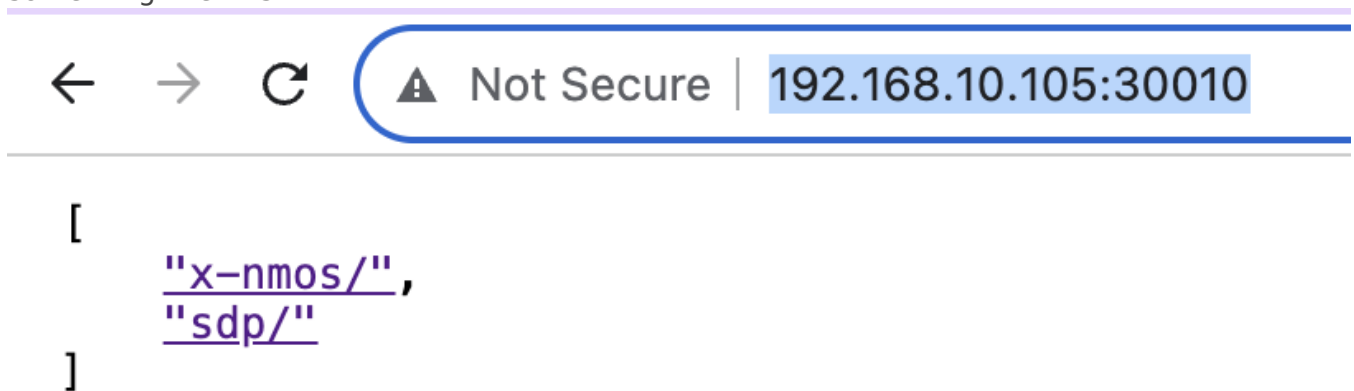 Not Secure 192.168.10.105:30010
[
"x-nmos/",
"sdp/"
]